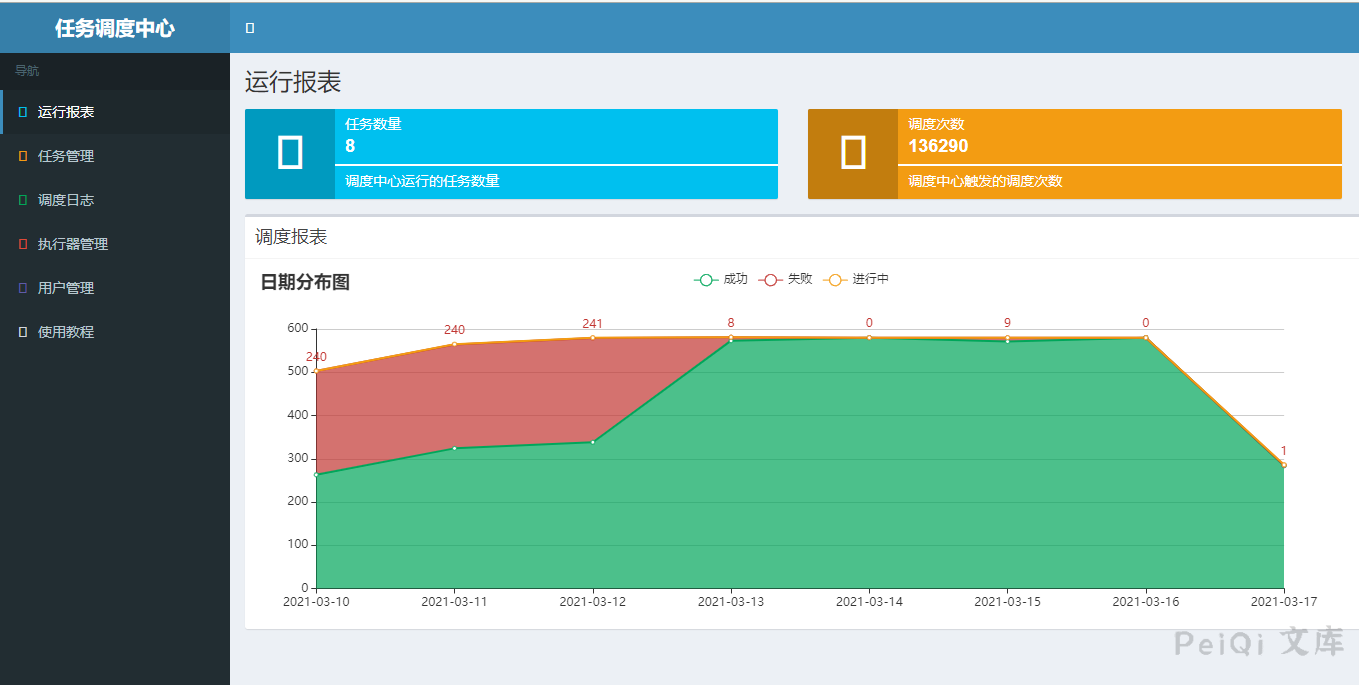 任务调度中心
导航
运行报表
任务管理
调度日志
执行器管理
用户管理
使用教程
运行报表
任务数量
8
调度中心运行的任务数量
调度次数
136290
调度中心触发的调度次数
调度报表
日期分布图
成功 失败 进行中
240 240 241 8 0 9 0 1
600
500
400
300
200
100
0
2021-03-10 2021-03-11 2021-03-12 2021-03-13 2021-03-14 2021-03-15 2021-03-16 2021-03-17
PeiQi 文库